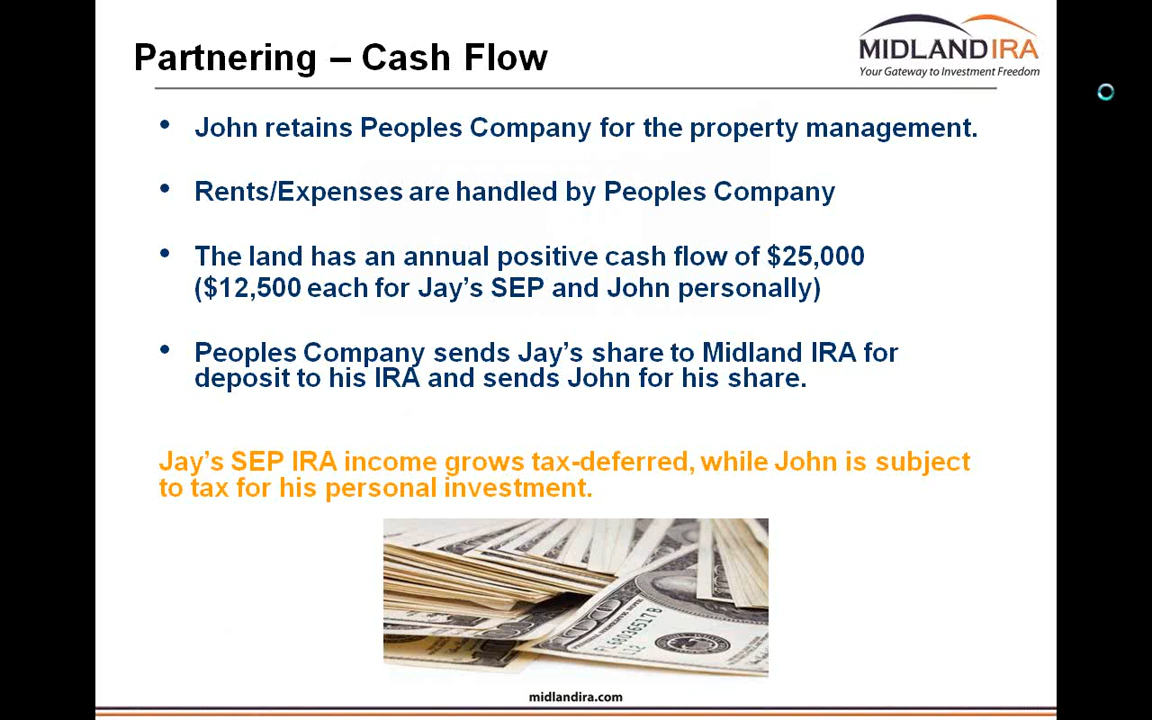 Partnering – Cash Flow
MIDLANDIRA
Your Gateway to Investment Freedom
• John retains Peoples Company for the property management.
• Rents/Expenses are handled by Peoples Company
• The land has an annual positive cash flow of $25,000
($12,500 each for Jay's SEP and John personally)
• Peoples Company sends Jay's share to Midland IRA for
deposit to his IRA and sends John for his share.
Jay's SEP IRA income grows tax-deferred, while John is subject
to tax for his personal investment.
midlandira.com